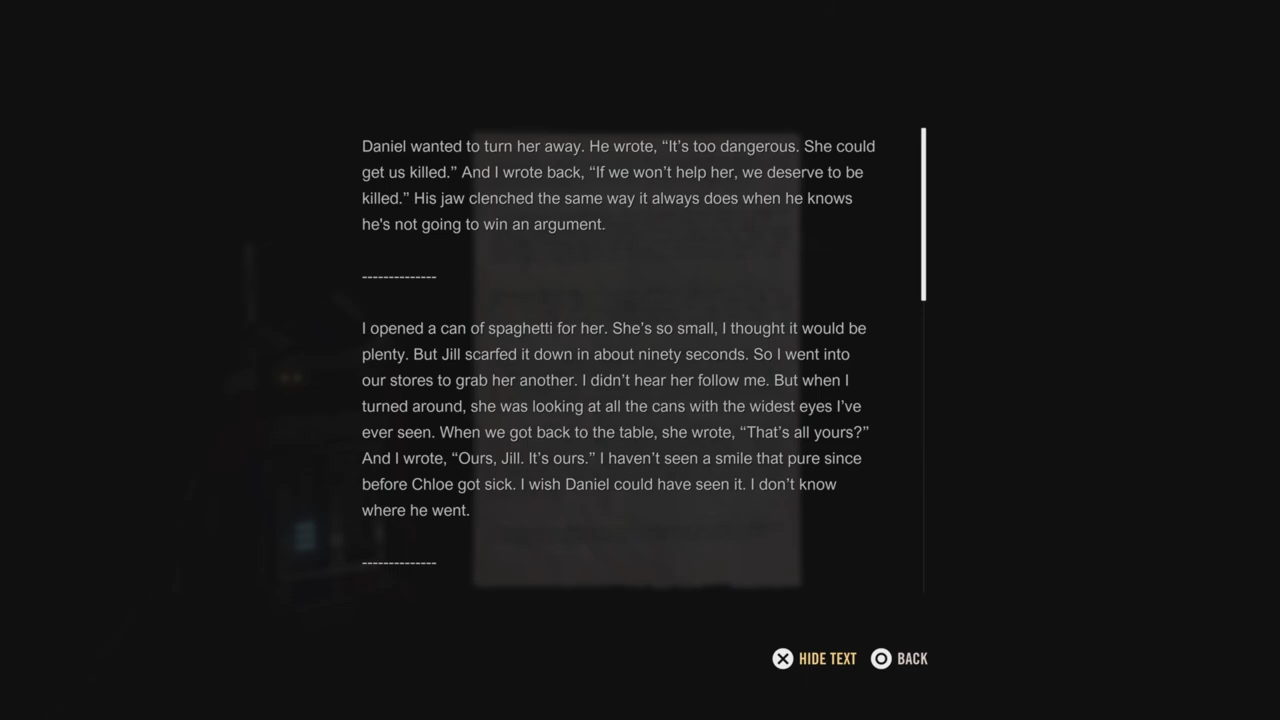 Daniel wanted to turn her away. He wrote, “It’s too dangerous. She could
get us killed.” And I wrote back, “If we won’t help her, we deserve to be
killed.” His jaw clenched the same way it always does when he knows
he's not going to win an argument.
--------------
I opened a can of spaghetti for her. She’s so small, I thought it would be
plenty. But Jill scarfed it down in about ninety seconds. So I went into
our stores to grab her another. I didn’t hear her follow me. But when I
turned around, she was looking at all the cans with the widest eyes I’ve
ever seen. When we got back to the table, she wrote, “That’s all yours?”
And I wrote, “Ours, Jill. It’s ours.” I haven’t seen a smile that pure since
before Chloe got sick. I wish Daniel could have seen it. I don’t know
where he went.
--------------
HIDE TEXT BACK